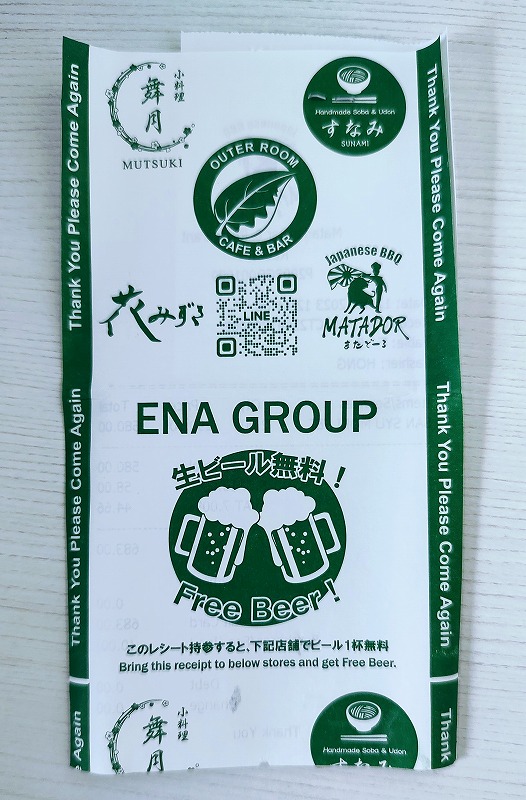 Thank You Please Come Again
Thank You Please Come Again
小料理
舞月
MUTSUKI
Handmade Soba & Udon
すなみ
SUNAMI
OUTER ROOM
CAFE & BAR
花みずき
LINE
Japanese BBQ
MATADOR
またどーる
ENA GROUP
生ビール無料!
Free Beer!
Thank You Please Come Again
Thank You Please Come Again
このレシート持参すると、下記店舗でビール1杯無料
Bring this receipt to below stores and get Free Beer.
e Again
小料理
舞月
Handmade Soba & Udon
すなみ
Thank